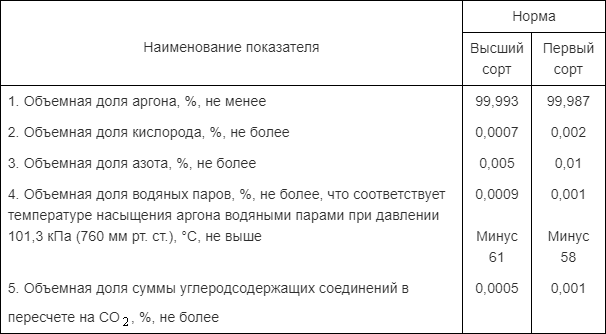 Наименование показателя
Норма
Высший сорт
Первый сорт
1. Объемная доля аргона, %, не менее 99,993 99,987
2. Объемная доля кислорода, %, не более 0,0007 0,002
3. Объемная доля азота, %, не более 0,005 0,01
4. Объемная доля водяных паров, %, не более, что соответствует 0,0009 0,001
температуре насыщения аргона водяными парами при давлении
101,3 кПа (760 мм рт. ст.), °С, не выше Минус 61 Минус 58
5. Объемная доля суммы углеродсодержащих соединений в 0,0005 0,001
пересчете на CO 2 , %, не более